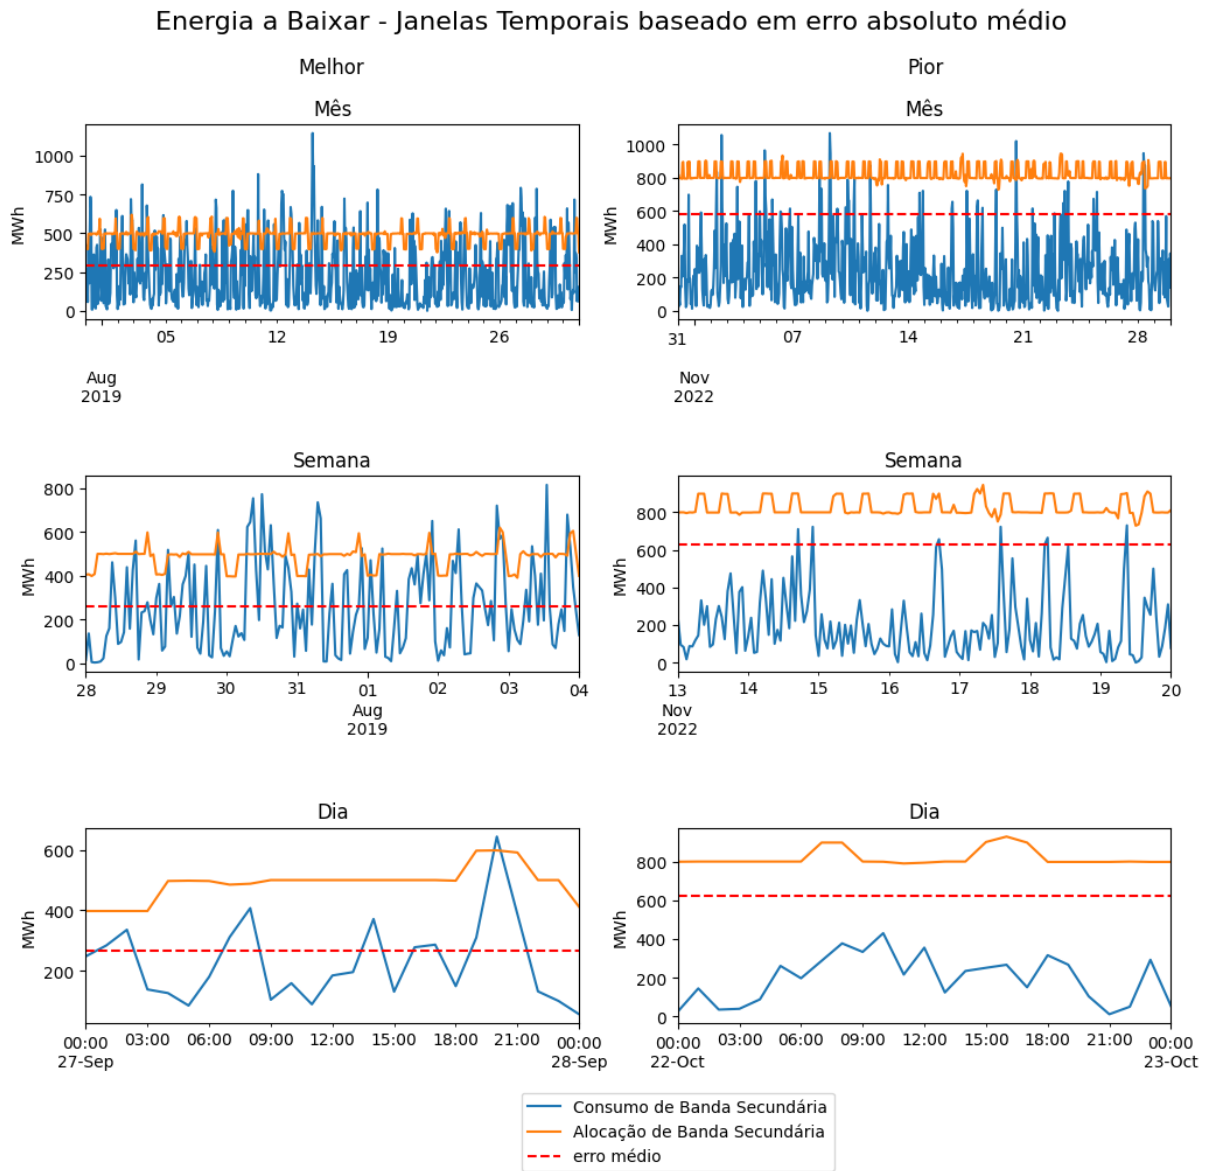 Energia a Baixar - Janelas Temporais baseado em erro absoluto médio
Melhor
Pior
Mês
Mês
MWh
1000
750
500
250
0
05
12
19
26
Aug
2019
MWh
1000
800
600
400
200
0
31
07
14
21
28
Nov
2022
Semana
Semana
MWh
800
600
400
200
0
28
29
30
31
01
02
03
04
Aug
2019
MWh
800
600
400
200
0
13
14
15
16
17
18
19
20
Nov
2022
Dia
Dia
MWh
600
400
200
00:00
03:00
06:00
09:00
12:00
15:00
18:00
21:00
00:00
27-Sep
28-Sep
MWh
800
600
400
200
0
00:00
03:00
06:00
09:00
12:00
15:00
18:00
21:00
00:00
22-Oct
23-Oct
Consumo de Banda Secundária
Alocação de Banda Secundária
erro médio